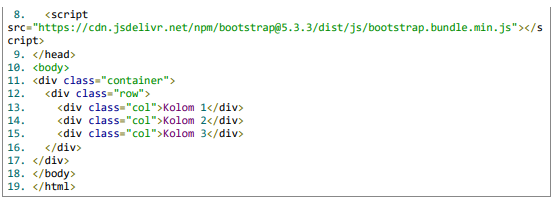 8.   <script
src="https://cdn.jsdelivr.net/npm/bootstrap@5.3.3/dist/js/bootstrap.bundle.min.js"></s
cript>
9. </head>
10. <body>
11. <div class="container">
12.   <div class="row">
13.     <div class="col">Kolom 1</div>
14.     <div class="col">Kolom 2</div>
15.     <div class="col">Kolom 3</div>
16.   </div>
17. </div>
18. </body>
19. </html>